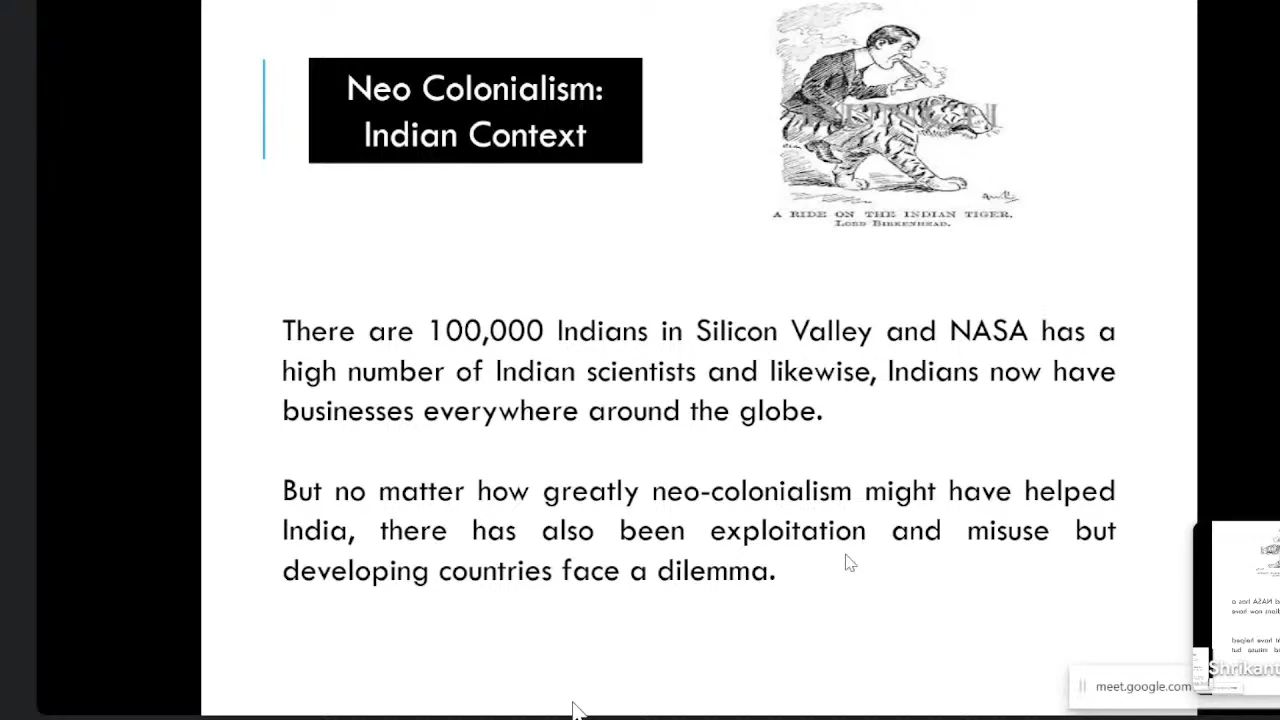 Neo Colonialism:
Indian Context
A RIDE ON THE INDIAN TIGER.
LORD BIRKENHEAD.
There are 100,000 Indians in Silicon Valley and NASA has a
high number of Indian scientists and likewise, Indians now have
businesses everywhere around the globe.
But no matter how greatly neo-colonialism might have helped
India, there has also been exploitation and misuse but
developing countries face a dilemma.
Shrikant
meet.google.com